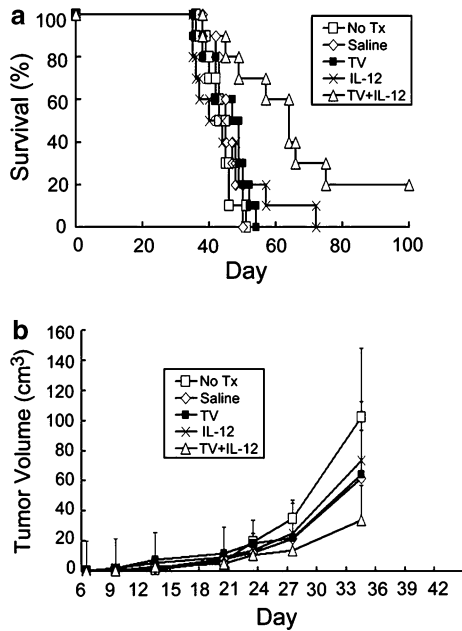 a
100
80
60
40
20
0
Survival (%)
No Tx
Saline
TV
IL-12
TV+IL-12
0 20 40 60 80 100
Day
b
160
140
120
100
80
60
40
20
0
Tumor Volume (cm³)
No Tx
Saline
TV
IL-12
TV+IL-12
6 9 12 15 18 21 24 27 30 33 36 39 42
Day